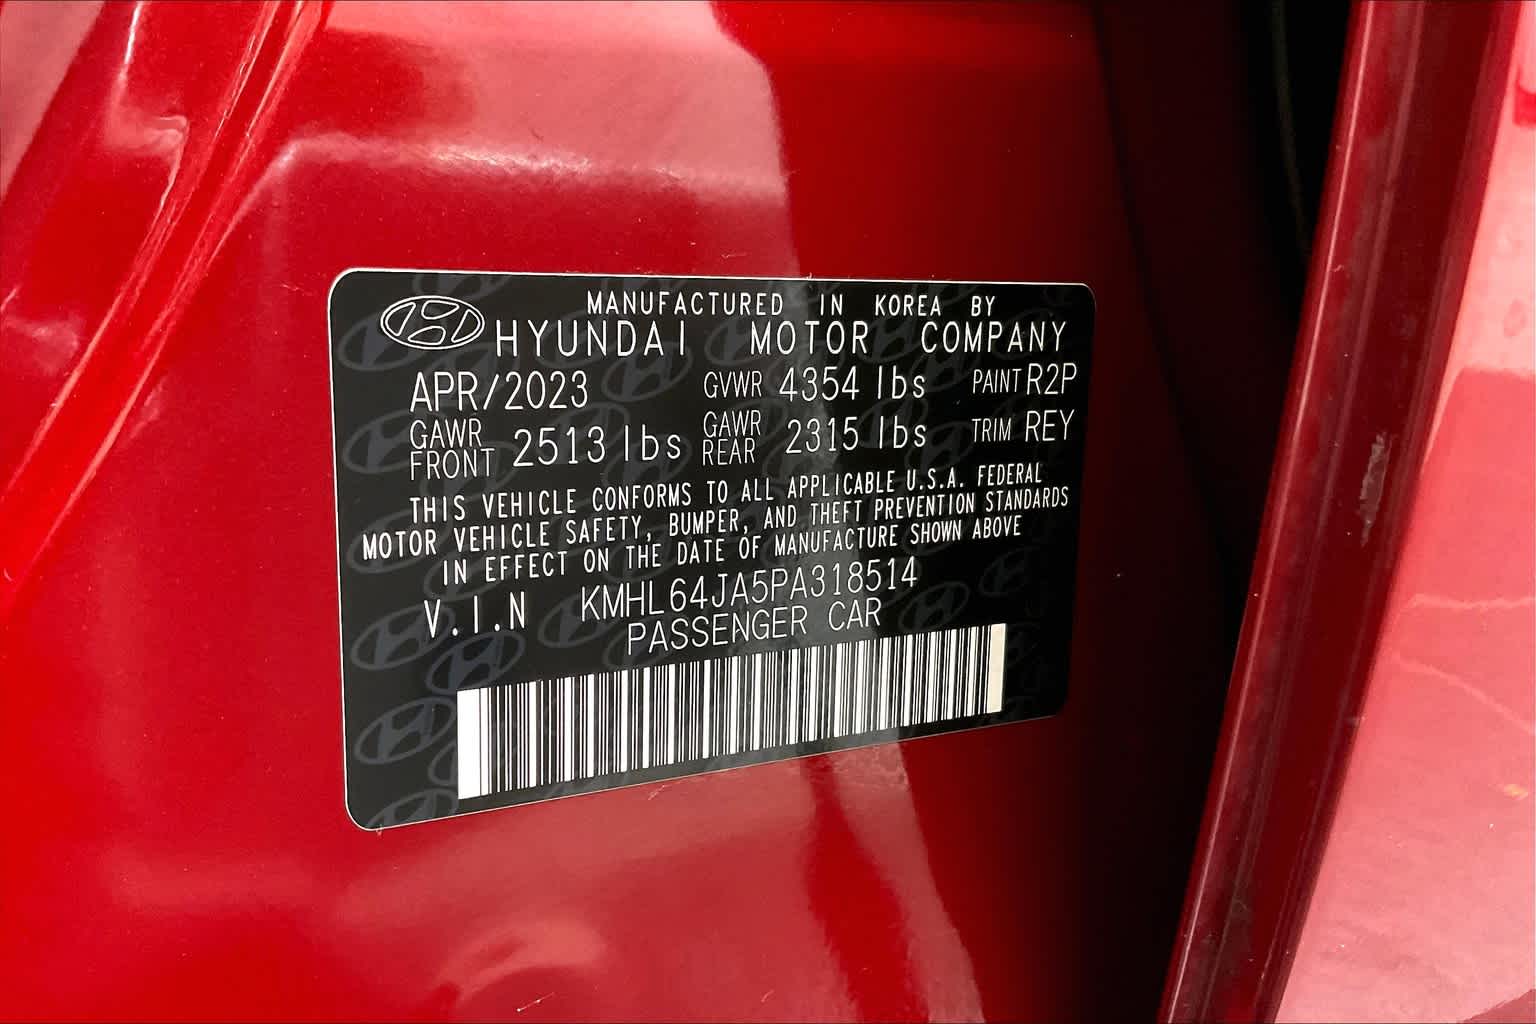 MANUFACTURED IN KOREA BY
HYUNDAI MOTOR COMPANY
APR/2023 GVWR 4354 lbs PAINT R2P
GAWR FRONT 2513 lbs GAWR REAR 2315 lbs TRIM REY
THIS VEHICLE CONFORMS TO ALL APPLICABLE U.S.A. FEDERAL
MOTOR VEHICLE SAFETY, BUMPER, AND THEFT PREVENTION STANDARDS
IN EFFECT ON THE DATE OF MANUFACTURE SHOWN ABOVE
V.I.N KMHL64JA5PA318514
PASSENGER CAR